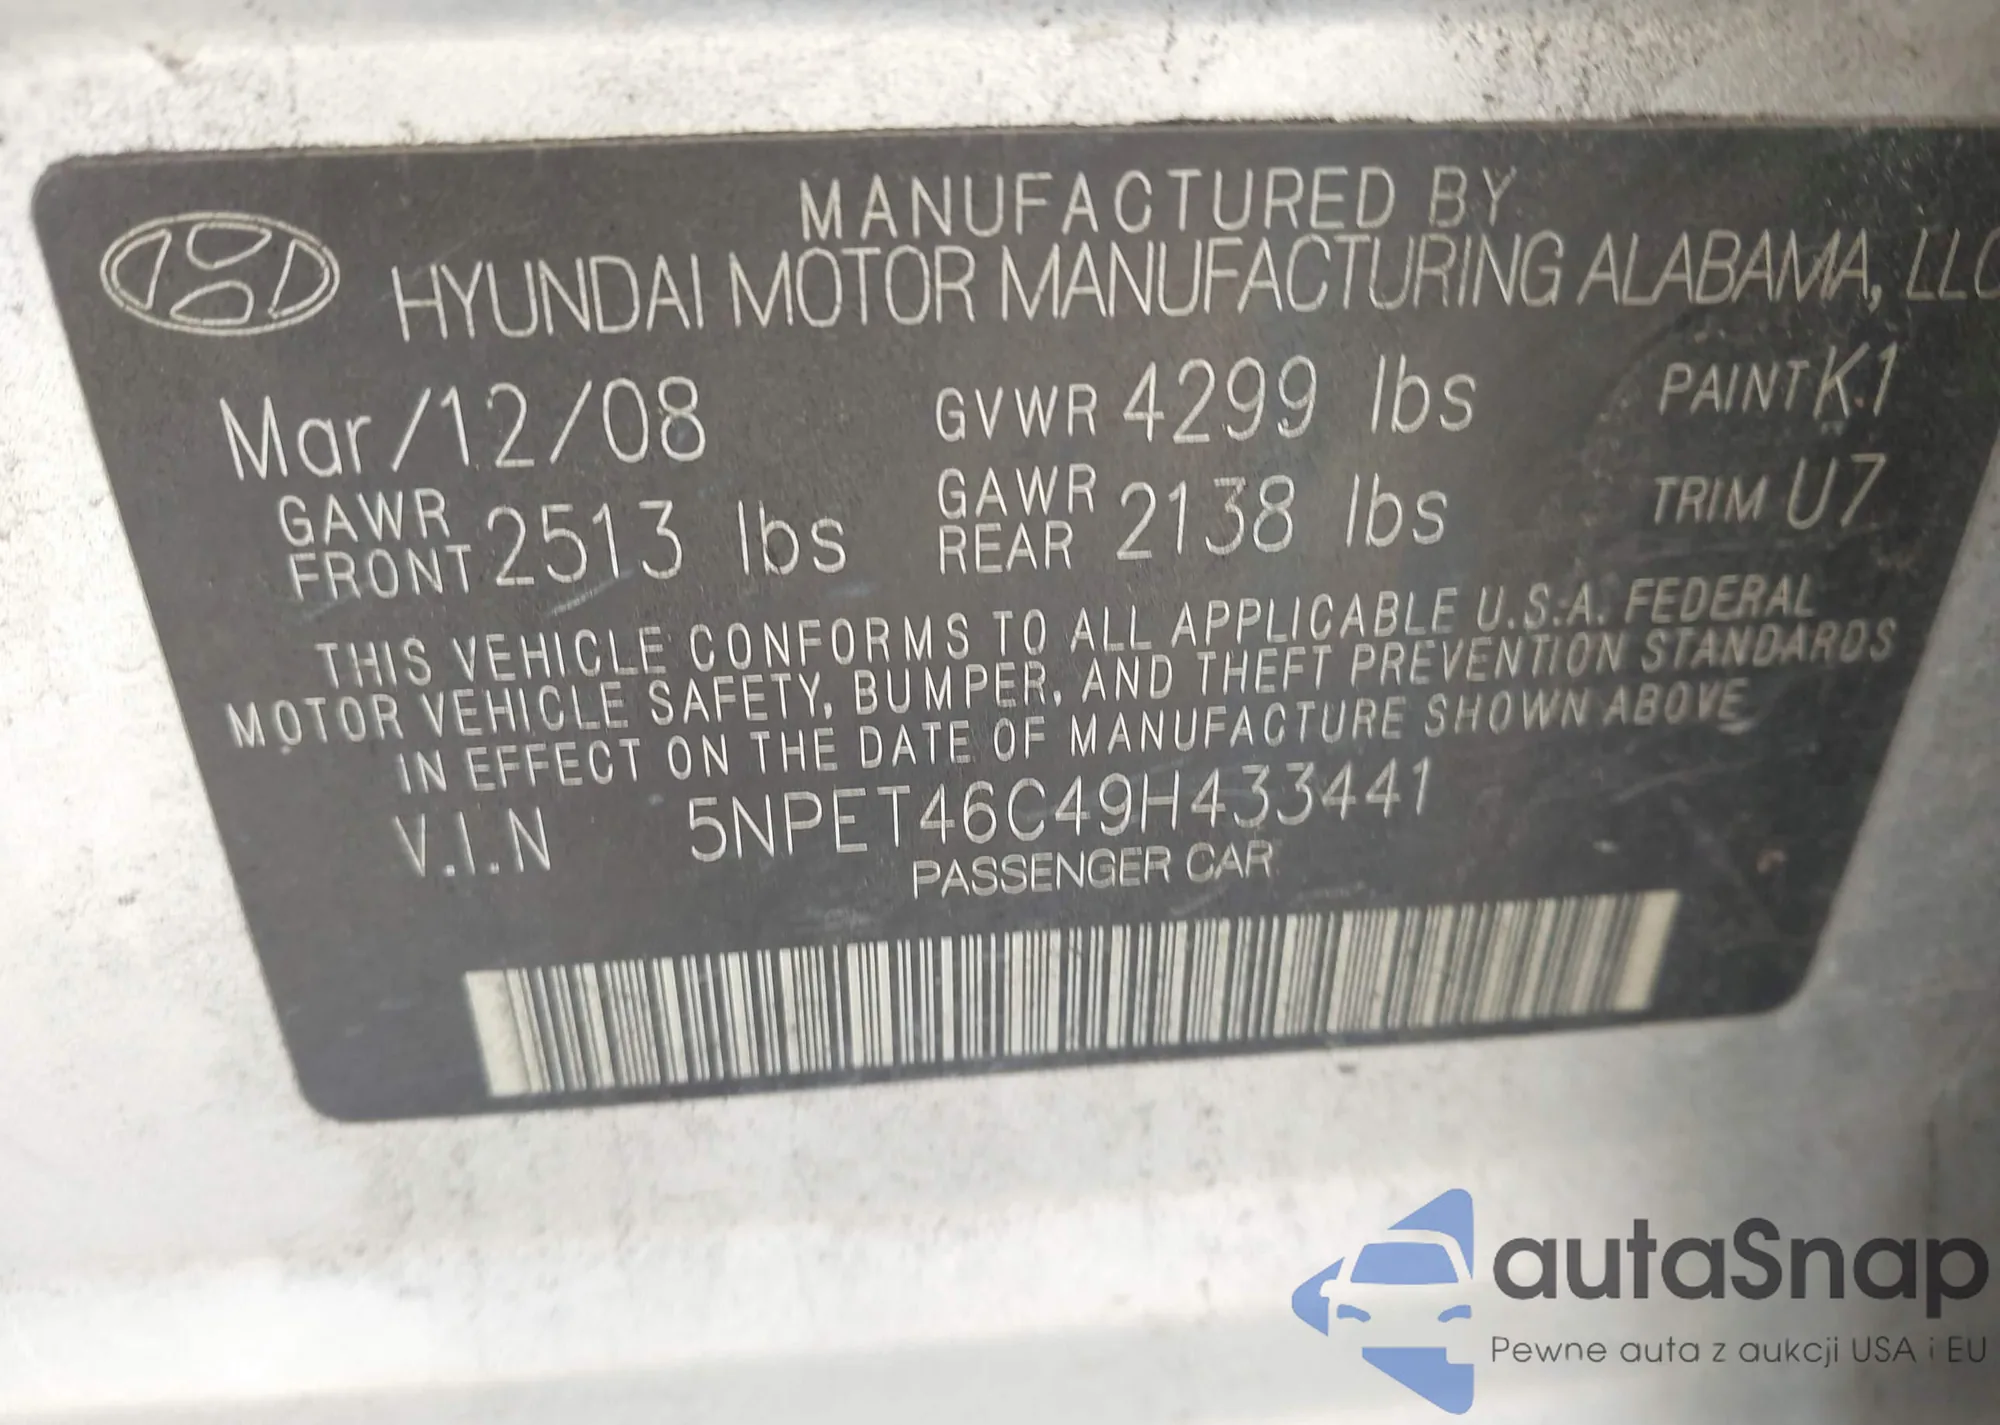 MANUFACTURED BY
HYUNDAI MOTOR MANUFACTURING ALABAMA, LLC
Mar/12/08 GVWR 4299 lbs PAINT K1
GAWR FRONT 2513 lbs GAWR REAR 2138 lbs TRIM U7
THIS VEHICLE CONFORMS TO ALL APPLICABLE U.S.A. FEDERAL
MOTOR VEHICLE SAFETY, BUMPER, AND THEFT PREVENTION STANDARDS
IN EFFECT ON THE DATE OF MANUFACTURE SHOWN ABOVE
V.I.N 5NPET46C49H433441
PASSENGER CAR
autaSnap
Pewne auta z aukcji USA i EU